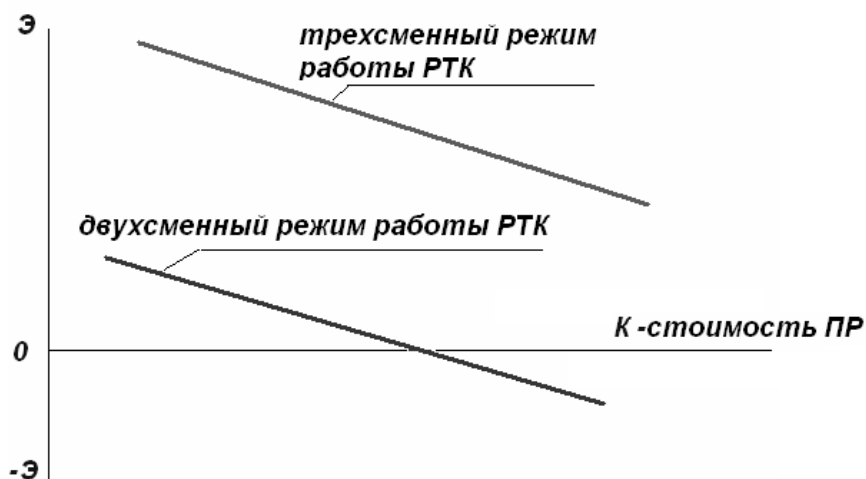 Э
трехсменный режим
работы РТК
двухсменный режим работы РТК
К -стоимость ПР
0
-Э